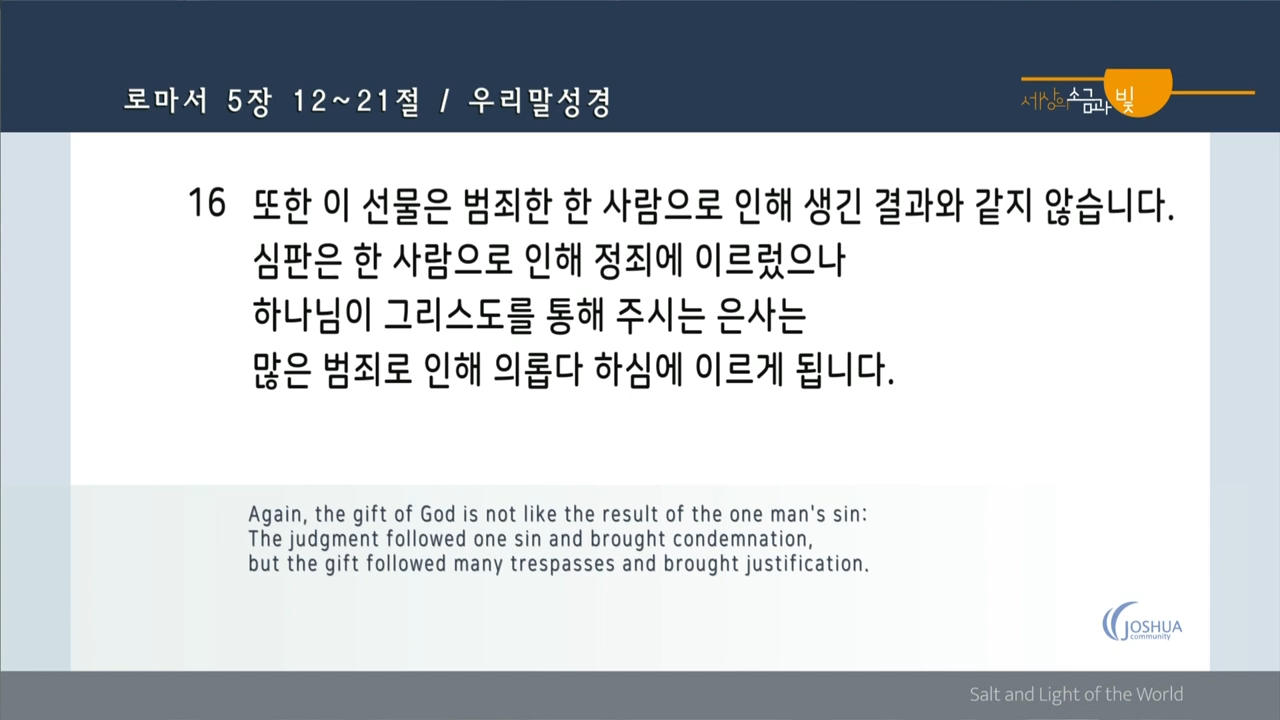 로마서 5장 12~21절 / 우리말성경
세상의 소금과 빛
16 또한 이 선물은 범죄한 한 사람으로 인해 생긴 결과와 같지 않습니다.
심판은 한 사람으로 인해 정죄에 이르렀으나
하나님이 그리스도를 통해 주시는 은사는
많은 범죄로 인해 의롭다 하심에 이르게 됩니다.
Again, the gift of God is not like the result of the one man's sin:
The judgment followed one sin and brought condemnation,
but the gift followed many trespasses and brought justification.
JOSHUA
community
Salt and Light of the World